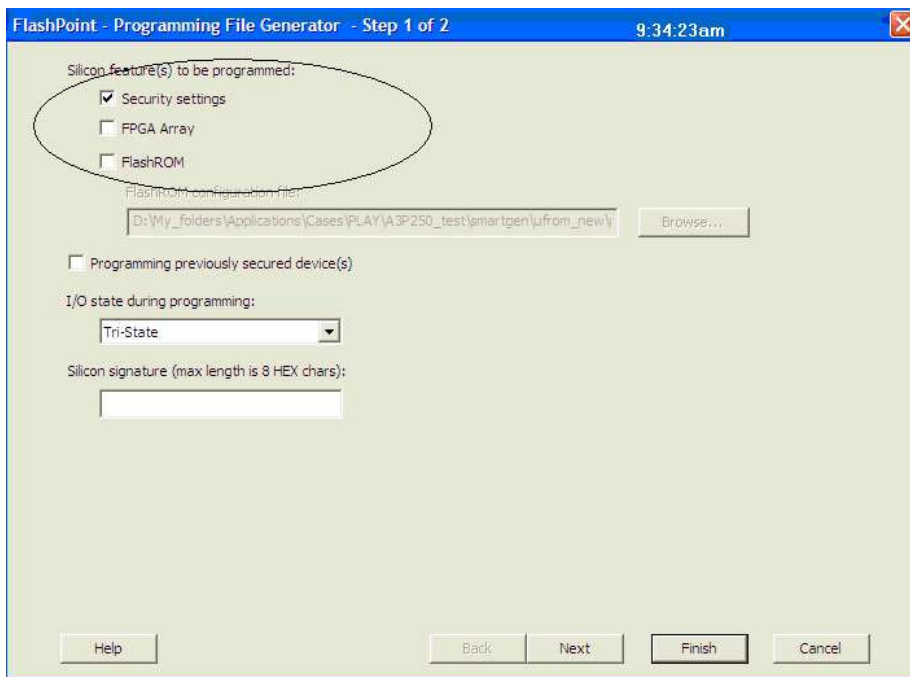 FlashPoint - Programming File Generator - Step 1 of 2 9:34:23am
Silicon feature(s) to be programmed:
Security settings
FPGA Array
FlashROM
FlashROM configuration file:
D:\My_folders\Applications\Cases\PLAY\A3P250_test\smartgen\ufrom_new\
Browse...
Programming previously secured device(s)
I/O state during programming:
Tri-State
Silicon signature (max length is 8 HEX chars):
Help Back Next Finish Cancel